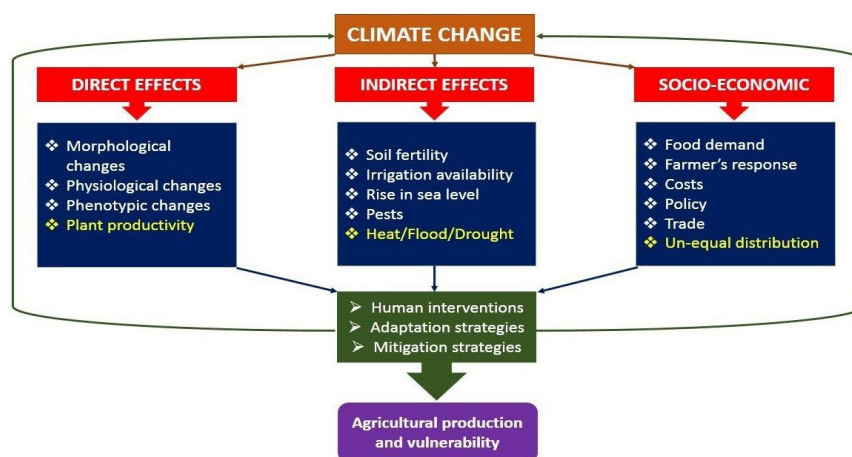 CLIMATE CHANGE
DIRECT EFFECTS
❖ Morphological
changes
❖ Physiological changes
❖ Phenotypic changes
❖ Plant productivity
INDIRECT EFFECTS
❖ Soil fertility
❖ Irrigation availability
❖ Rise in sea level
❖ Pests
❖ Heat/Flood/Drought
SOCIO-ECONOMIC
❖ Food demand
❖ Farmer’s response
❖ Costs
❖ Policy
❖ Trade
❖ Un-equal distribution
➢ Human interventions
➢ Adaptation strategies
➢ Mitigation strategies
Agricultural production
and vulnerability